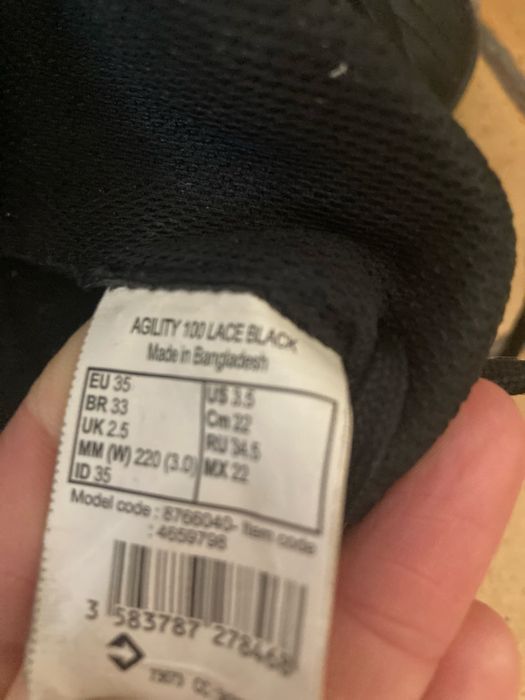 AGILITY 100 LACE BLACK
Made in Bangladesh
EU 35 US 3.5
BR 33 Cm 22
UK 2.5 RU 34.5
MM (W) 220 (3.0) MX 22
ID 35
Model code : 8766040- Item code
: 4659798
3 583787 278468